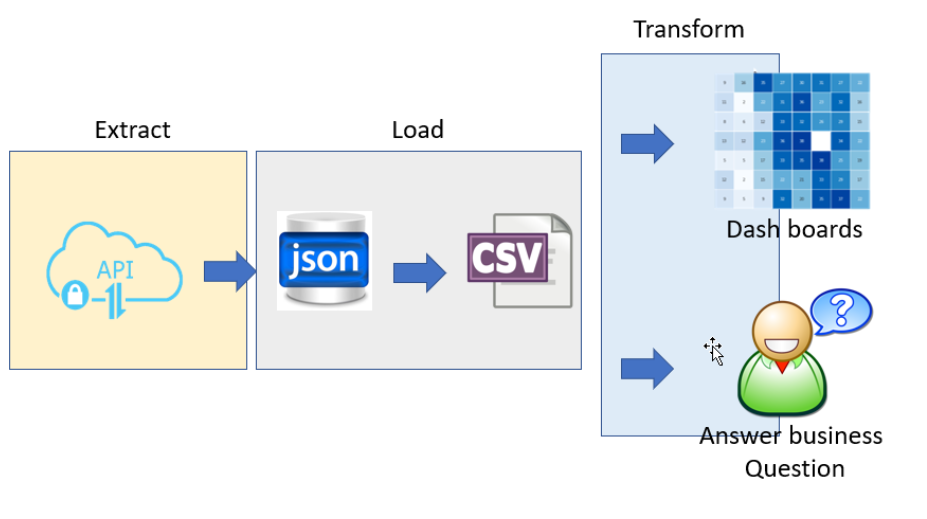 Transform
Extract
Load
API
json
CSV
Dash boards
?
Answer business
Question